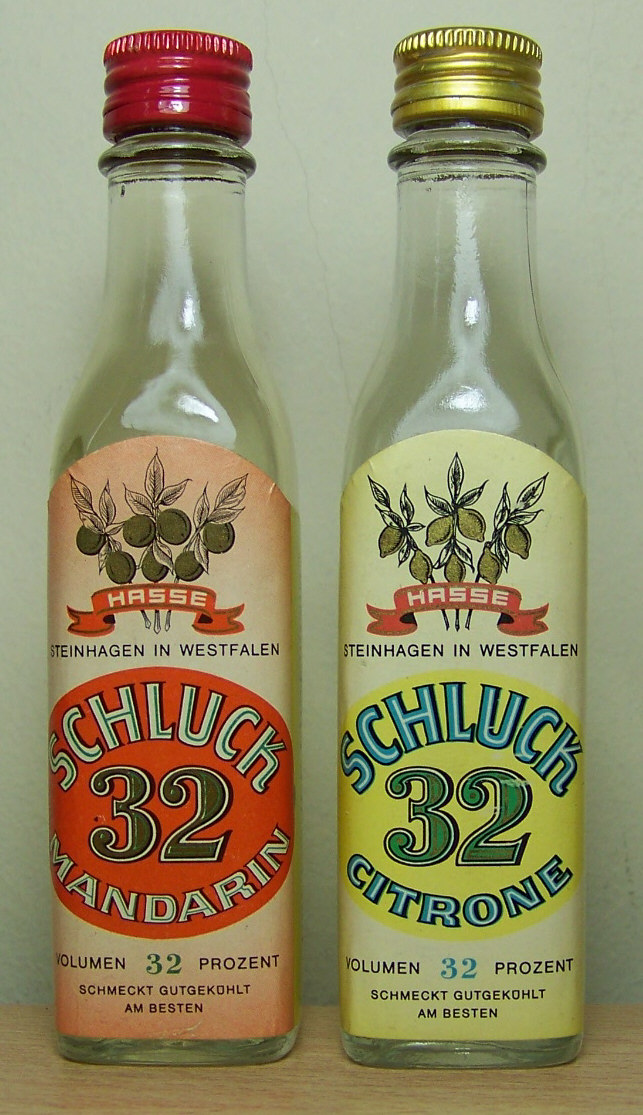 HASSE
STEINHAGEN IN WESTFALEN
SCHLUCK
32
MANDARIN
VOLUMEN 32 PROZENT
SCHMECKT GUTGEKÜHLT
AM BESTEN
HASSE
STEINHAGEN IN WESTFALEN
SCHLUCK
32
CITRONE
VOLUMEN 32 PROZENT
SCHMECKT GUTGEKÜHLT
AM BESTEN